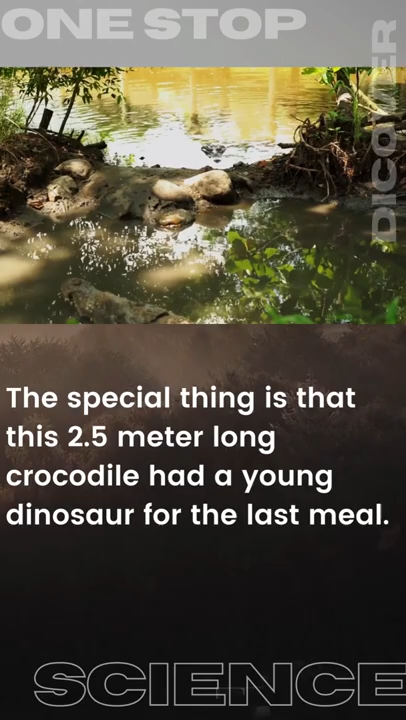 ONE STOP
DICOVER
The special thing is that
this 2.5 meter long
crocodile had a young
dinosaur for the last meal.
SCIENCE